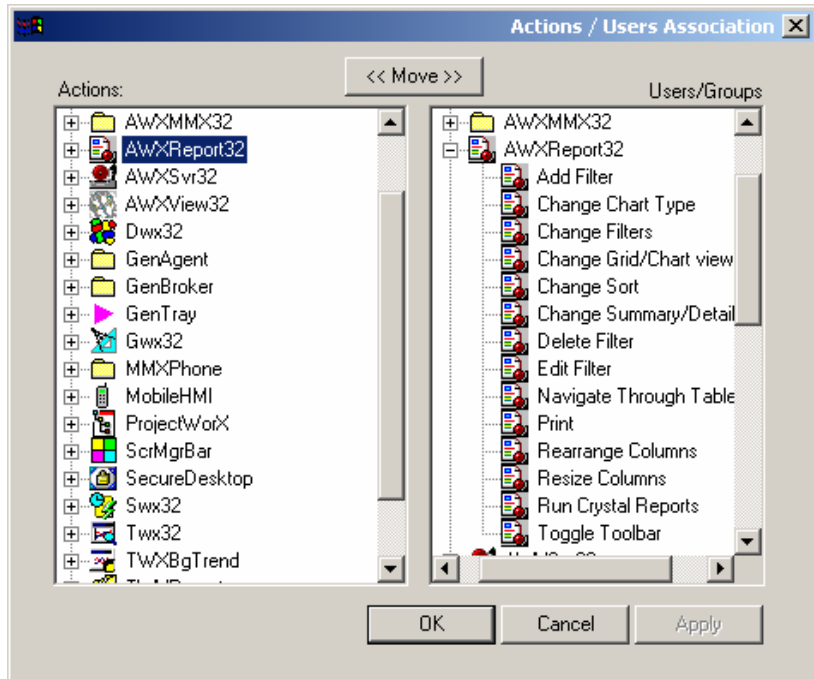 Actions / Users Association
<< Move >>
Actions:
Users/Groups
AWXMMX32
AWXReport32
AWXSvr32
AWXView32
Dwx32
GenAgent
GenBroker
GenTray
Gwx32
MMXPhone
MobileHMI
ProjectWorX
ScrMgrBar
SecureDesktop
Swx32
Twx32
TWXBgTrend
AWXMMX32
AWXReport32
Add Filter
Change Chart Type
Change Filters
Change Grid/Chart view
Change Sort
Change Summary/Detail
Delete Filter
Edit Filter
Navigate Through Table
Print
Rearrange Columns
Resize Columns
Run Crystal Reports
Toggle Toolbar
OK
Cancel
Apply